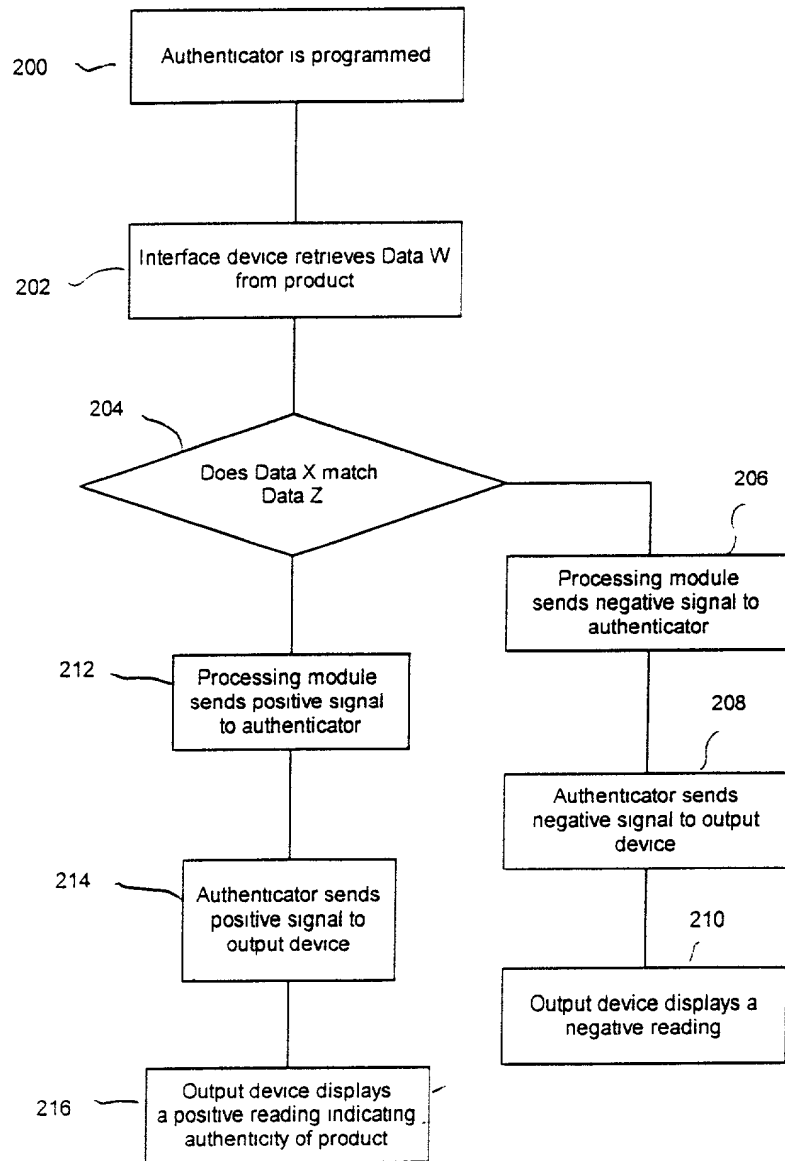 200
Authenticator is programmed
202
Interface device retrieves Data W
from product
204
Does Data X match
Data Z
206
Processing module
sends negative signal to
authenticator
212
Processing module
sends positive signal
to authenticator
208
Authenticator sends
negative signal to output
device
214
Authenticator sends
positive signal to
output device
210
Output device displays a
negative reading
216
Output device displays
a positive reading indicating
authenticity of product